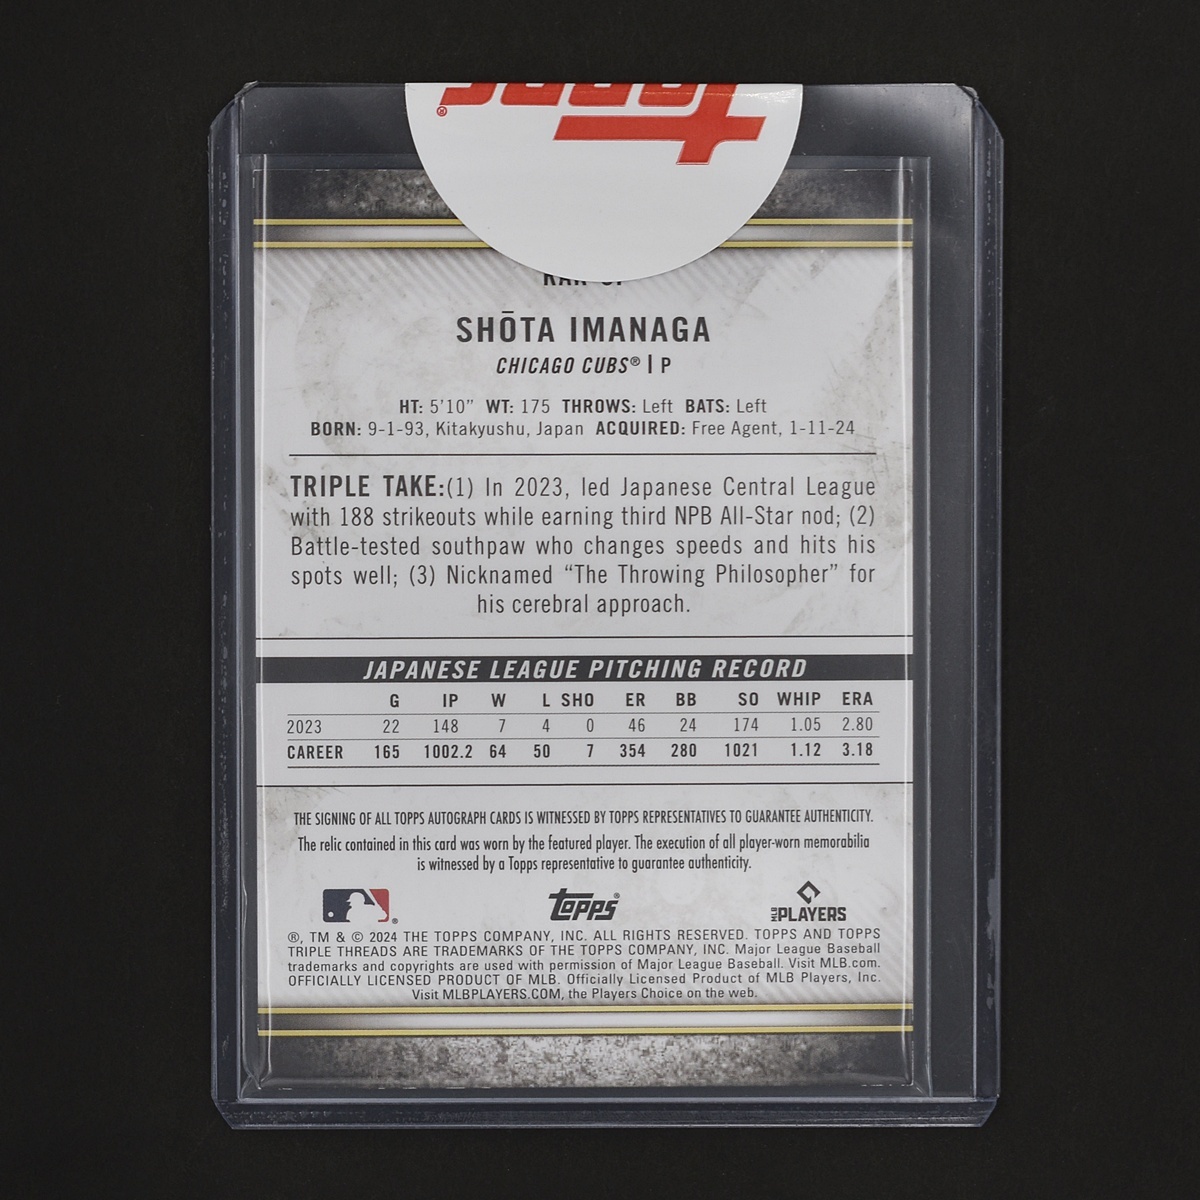 Topps ®
SHŌTA IMANAGA
CHICAGO CUBS® | P
HT: 5'10" WT: 175 THROWS: Left BATS: Left
BORN: 9-1-93, Kitakyushu, Japan ACQUIRED: Free Agent, 1-11-24
TRIPLE TAKE:(1) In 2023, led Japanese Central League
with 188 strikeouts while earning third NPB All-Star nod; (2)
Battle-tested southpaw who changes speeds and hits his
spots well; (3) Nicknamed “The Throwing Philosopher” for
his cerebral approach.
JAPANESE LEAGUE PITCHING RECORD
G IP W L SHO ER BB SO WHIP ERA
2023 22 148 7 4 0 46 24 174 1.05 2.80
CAREER 165 1002.2 64 50 7 354 280 1021 1.12 3.18
THE SIGNING OF ALL TOPPS AUTOGRAPH CARDS IS WITNESSED BY TOPPS REPRESENTATIVES TO GUARANTEE AUTHENTICITY.
The relic contained in this card was worn by the featured player. The execution of all player-worn memorabilia
is witnessed by a Topps representative to guarantee authenticity.
® Topps® MLB PLAYERS
®, TM & © 2024 THE TOPPS COMPANY, INC. ALL RIGHTS RESERVED. TOPPS AND TOPPS
TRIPLE THREADS ARE TRADEMARKS OF THE TOPPS COMPANY, INC. Major League Baseball
trademarks and copyrights are used with permission of Major League Baseball. Visit MLB.com.
OFFICIALLY LICENSED PRODUCT OF MLB. Officially Licensed Product of MLB Players, Inc.
Visit MLBPLAYERS.COM, the Players Choice on the web.